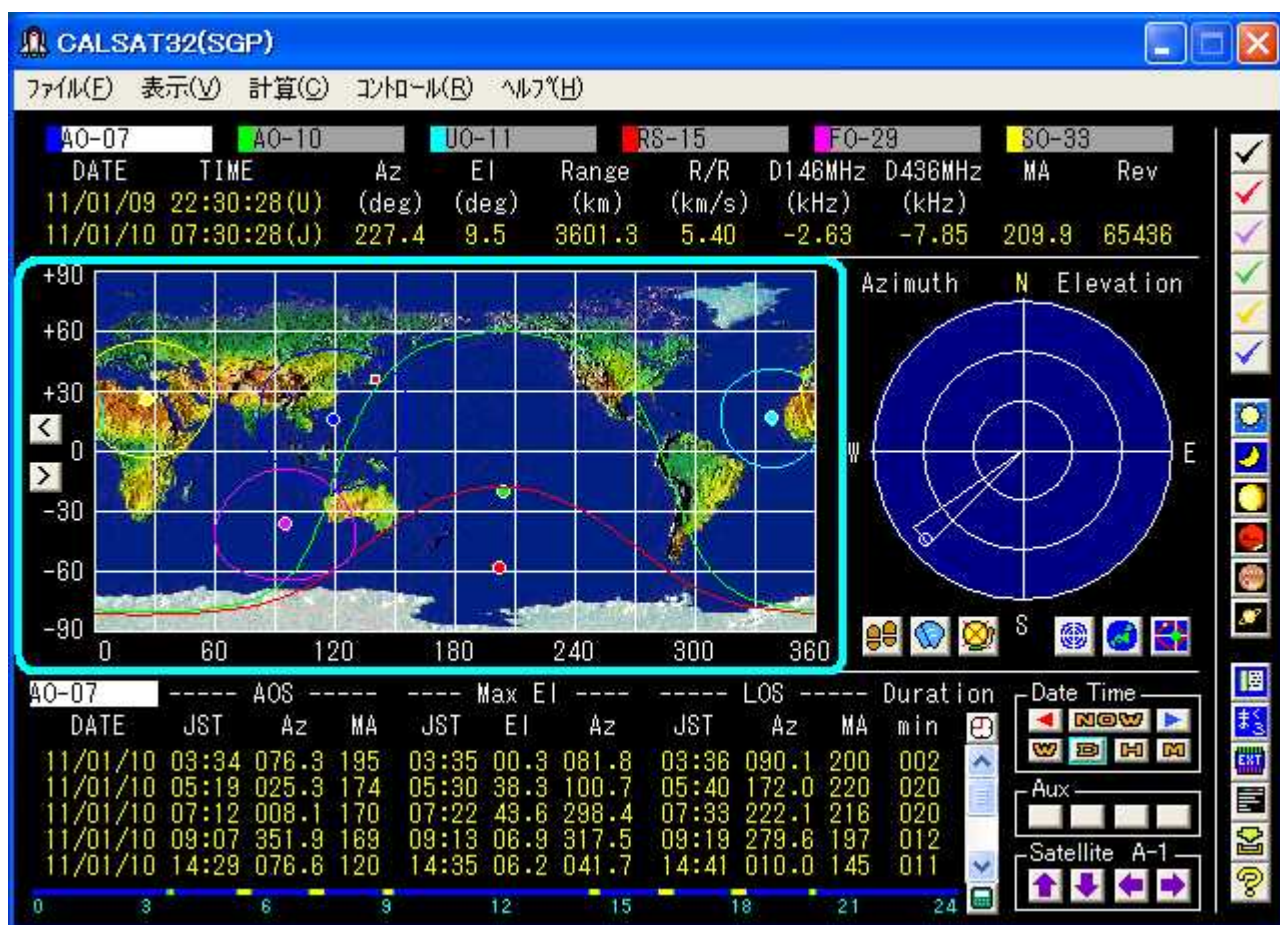 CALSAT32(SGP)
ファイル(F) 表示(V) 計算(C) コントロール(R) ヘルプ(H)
AO-07 AO-10 UO-11 RS-15 FO-29 SO-33
DATE TIME Az El Range R/R D146MHz D436MHz MA Rev
11/01/09 22:30:28(U) (deg) (deg) (km) (km/s) (kHz) (kHz)
11/01/10 07:30:28(J) 227.4 9.5 3601.3 5.40 -2.63 -7.85 209.9 65436
+90
+60
+30
0
-30
-60
-90
< >
0 60 120 180 240 300 360
Azimuth N Elevation
W E
S
AO-07 ----- AOS ----- ---- Max El ---- ----- LOS ----- Duration
DATE JST Az MA JST El Az JST Az MA min
11/01/10 03:34 076.3 195 03:35 00.3 081.8 03:36 090.1 200 002
11/01/10 05:19 025.3 174 05:30 38.3 100.7 05:40 172.0 220 020
11/01/10 07:12 008.1 170 07:22 43.6 298.4 07:33 222.1 216 020
11/01/10 09:07 351.9 169 09:13 06.9 317.5 09:19 279.6 197 012
11/01/10 14:29 076.6 120 14:35 06.2 041.7 14:41 010.0 145 011
0 3 6 9 12 15 18 21 24
Date Time
NOW
W D H M
Aux
Satellite A-1
まく3
EXT
?